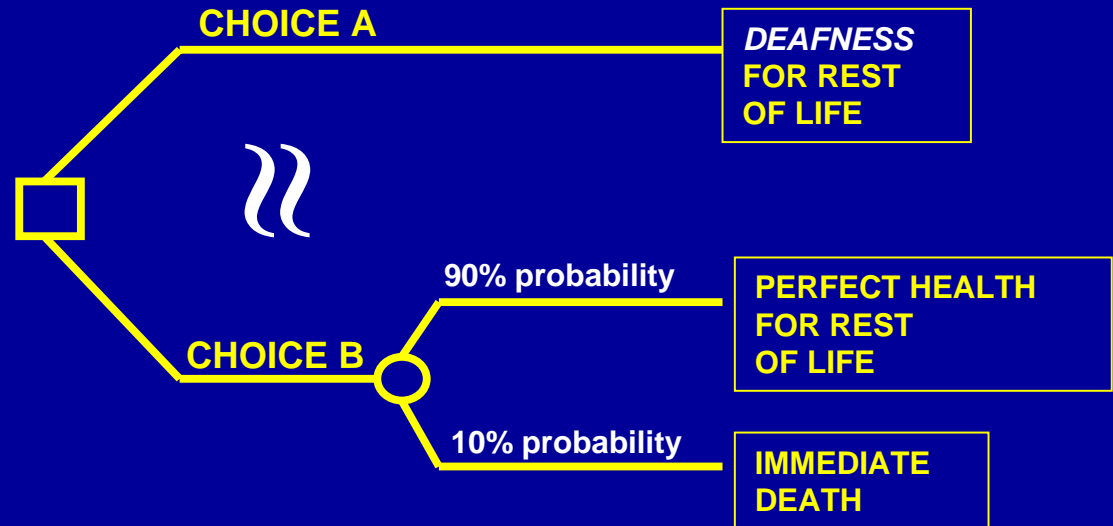 CHOICE A
DEAFNESS
FOR REST
OF LIFE
≈
90% probability
PERFECT HEALTH
FOR REST
OF LIFE
CHOICE B
10% probability
IMMEDIATE
DEATH